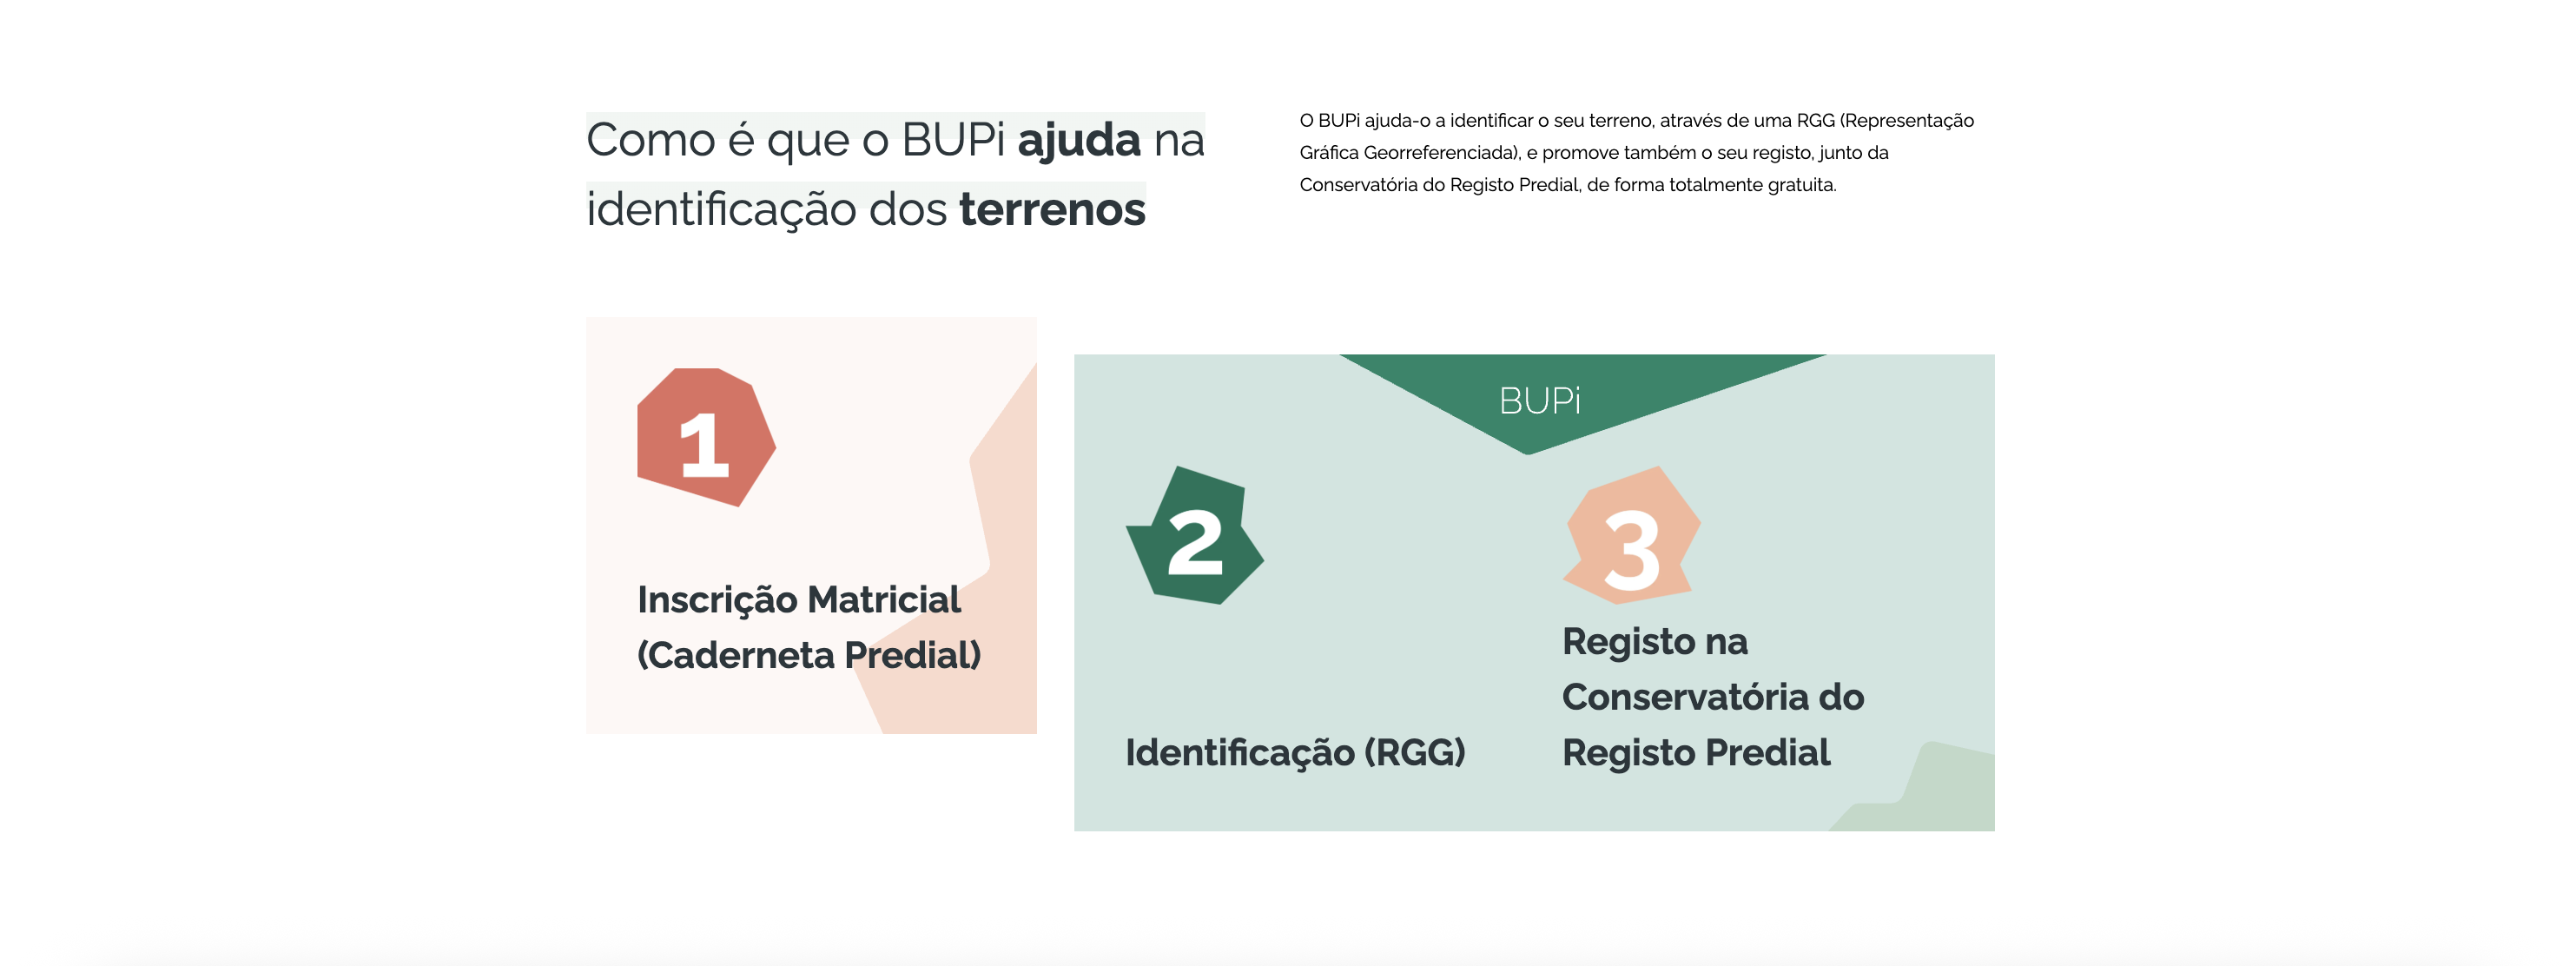 Como é que o BUPi ajuda na
identificação dos terrenos
O BUPi ajuda-o a identificar o seu terreno, através de uma RGG (Representação
Gráfica Georreferenciada), e promove também o seu registo, junto da
Conservatória do Registo Predial, de forma totalmente gratuita.
1
Inscrição Matricial
(Caderneta Predial)
BUPi
2
Identificação (RGG)
3
Registo na
Conservatória do
Registo Predial